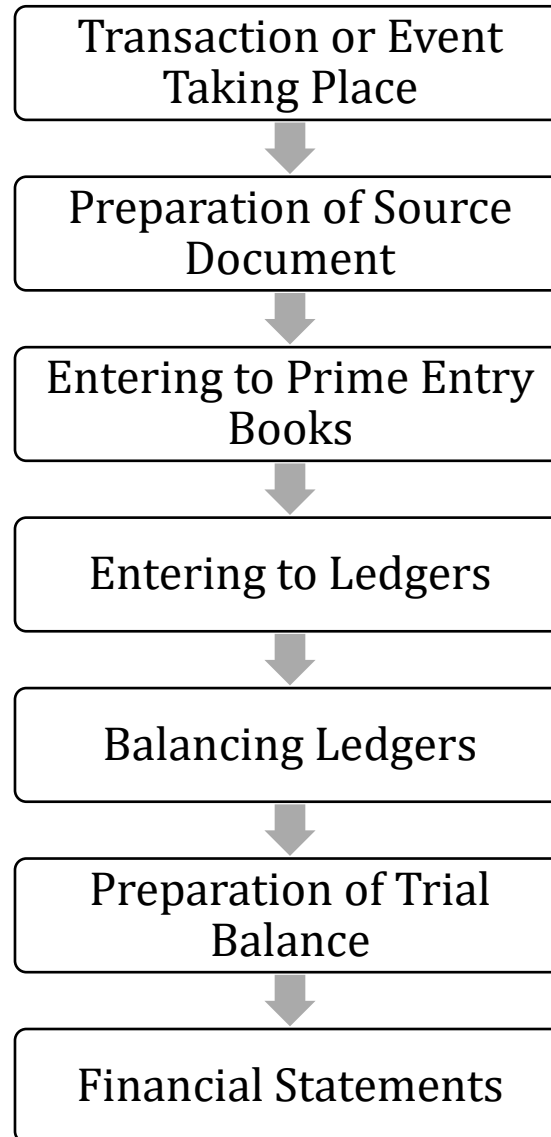 Transaction or Event
Taking Place
Preparation of Source
Document
Entering to Prime Entry
Books
Entering to Ledgers
Balancing Ledgers
Preparation of Trial
Balance
Financial Statements